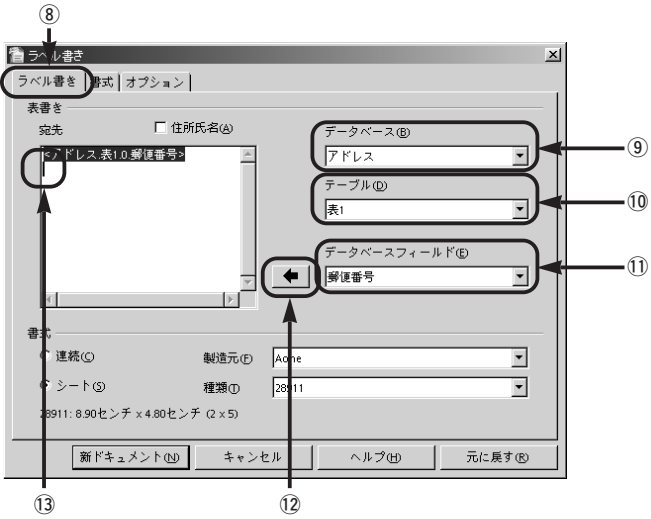 ⑧
ラベル書き
ラベル書き 書式 オプション
表書き
宛先
住所氏名(A)
<アドレス.表1.0.郵便番号>
データベース(B)
アドレス
⑨
テーブル(D)
表1
⑩
データベースフィールド(E)
郵便番号
⑪
書式
連続(C)
製造元(F)
Aone
シート(S)
種類(T)
28911
28911: 8.90センチ x 4.80センチ (2 x 5)
新ドキュメント(N) キャンセル ヘルプ(H) 元に戻す(R)
⑬ ⑫